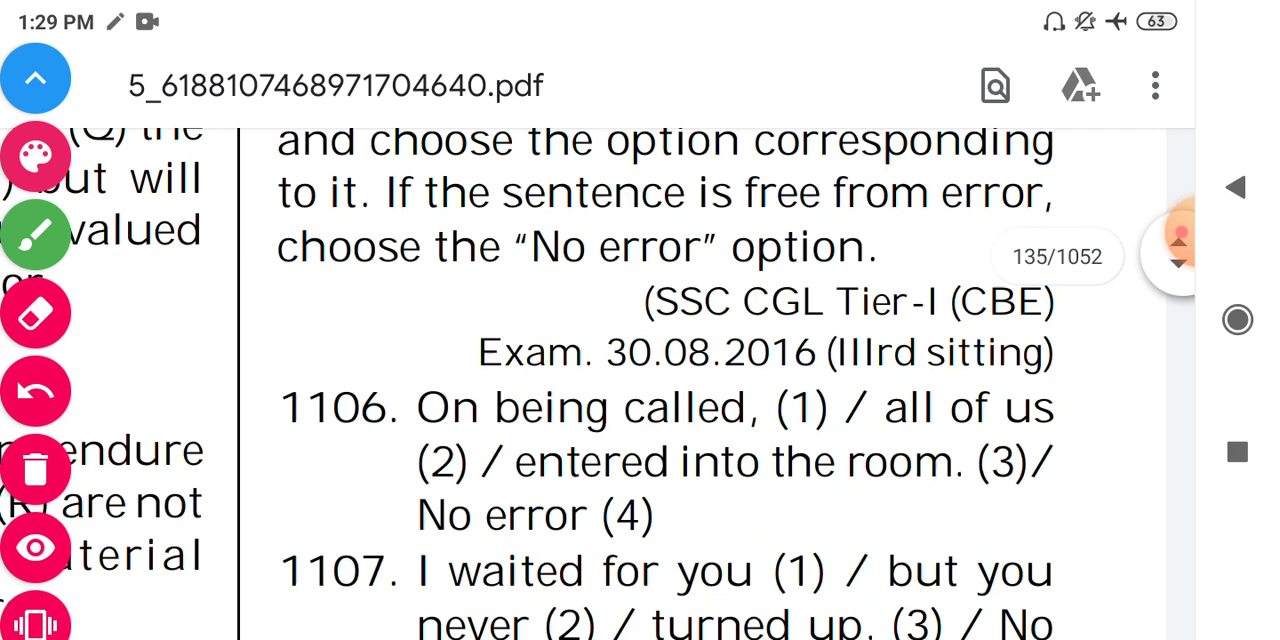 1:29 PM
63
5_6188107468971704640.pdf
the
but will
valued
endure
are not
and choose the option corresponding
to it. If the sentence is free from error,
choose the “No error” option.
135/1052
(SSC CGL Tier-I (CBE)
Exam. 30.08.2016 (IIIrd sitting)
1106. On being called, (1) / all of us
(2) / entered into the room. (3)/
No error (4)
1107. I waited for you (1) / but you
never (2) / turned up. (3) / No